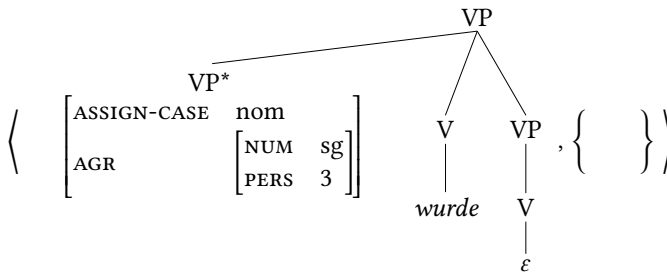 VP
VP*
⟨ [ASSIGN-CASE nom
AGR [NUM sg
PERS 3]]
V VP , { } ⟩
wurde V
ε